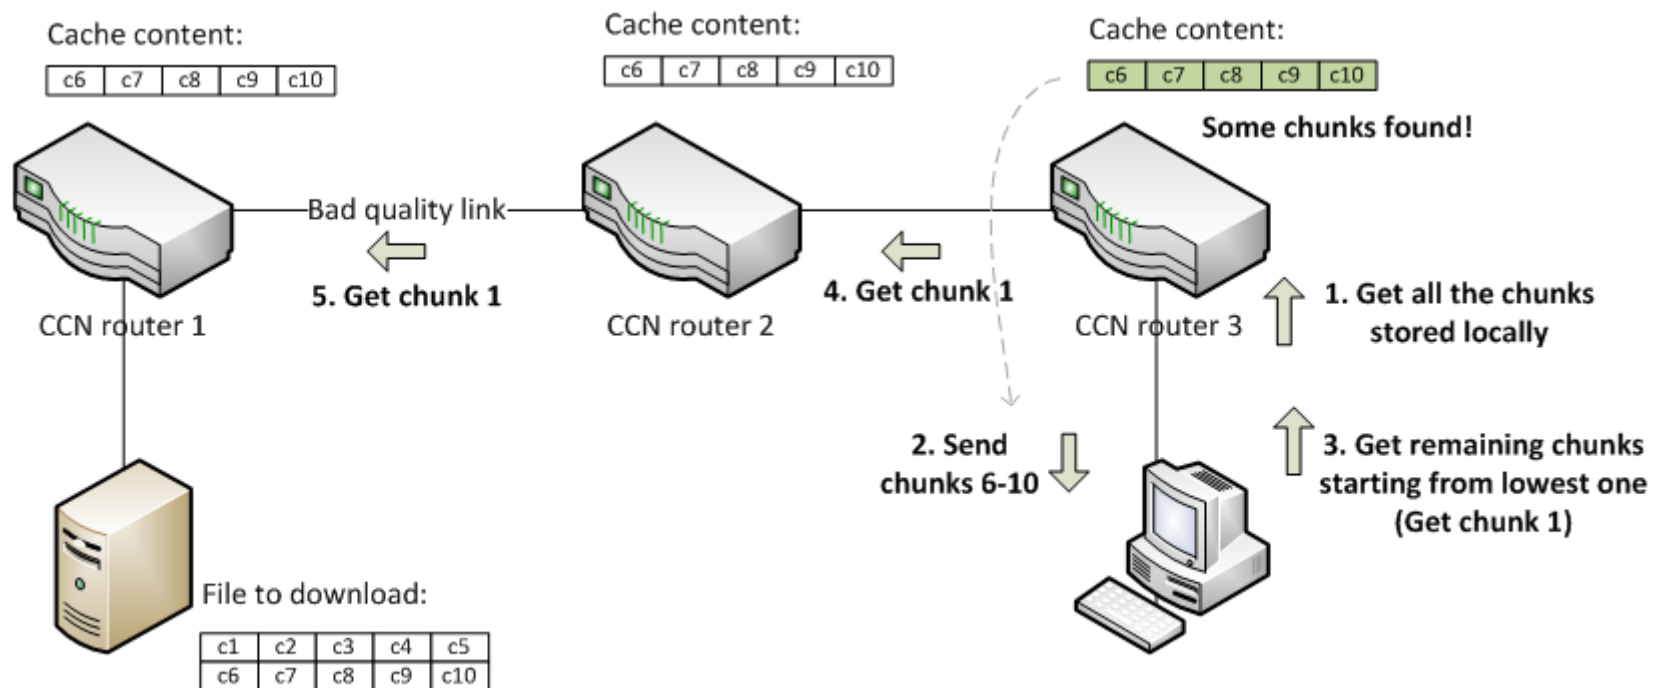 Cache content:
c6 c7 c8 c9 c10
Cache content:
c6 c7 c8 c9 c10
Cache content:
c6 c7 c8 c9 c10
Some chunks found!
Bad quality link
5. Get chunk 1
4. Get chunk 1
1. Get all the chunks
stored locally
CCN router 1
CCN router 2
CCN router 3
2. Send
chunks 6-10
3. Get remaining chunks
starting from lowest one
(Get chunk 1)
File to download:
c1 c2 c3 c4 c5
c6 c7 c8 c9 c10